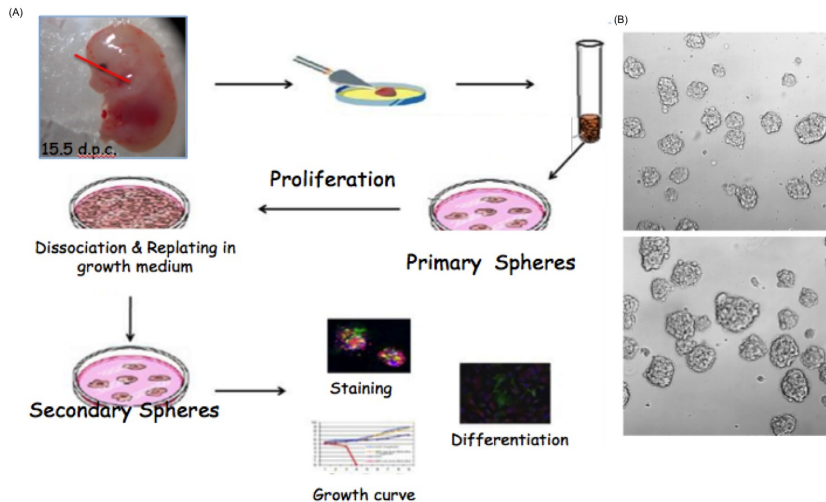 (A)
(B)
15.5 d.p.c.
Proliferation
Dissociation & Replating in
growth medium
Primary Spheres
Secondary Spheres
Staining
Differentiation
Growth curve